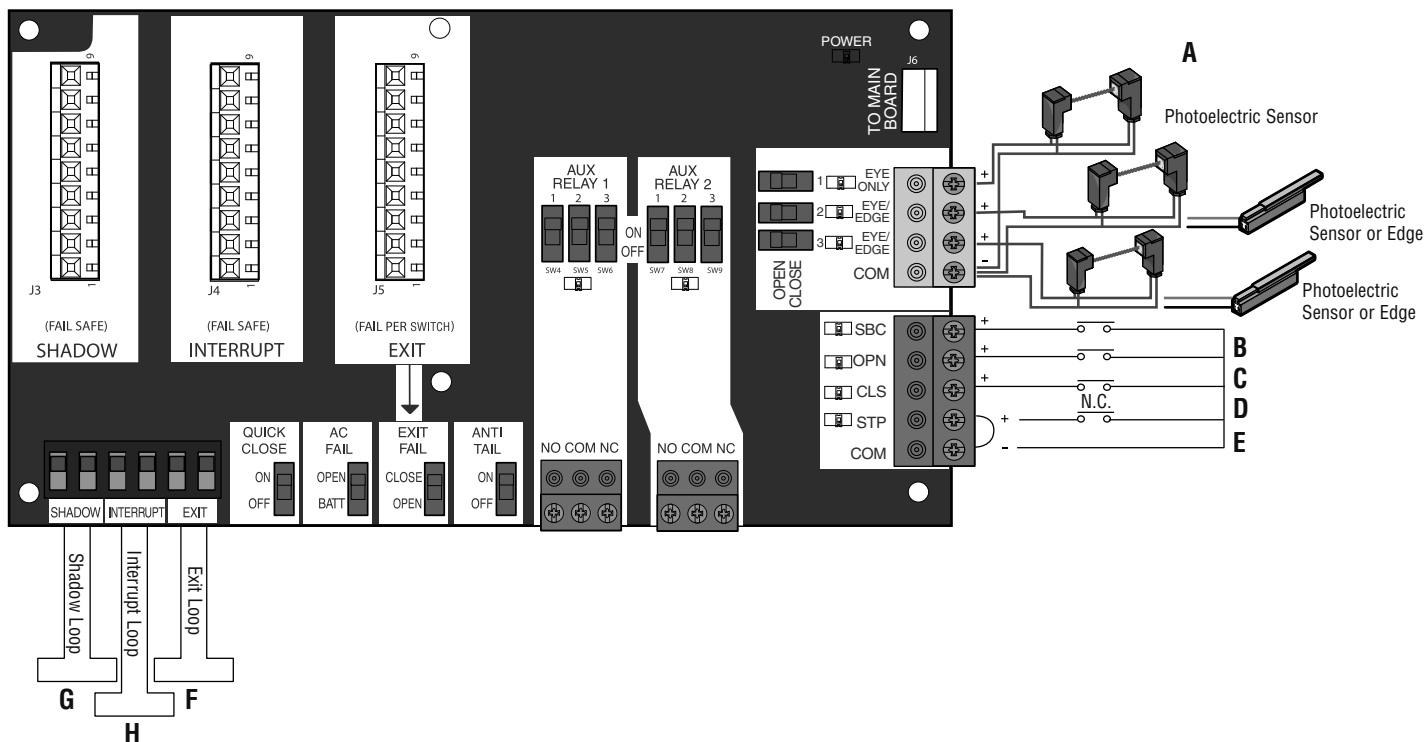 POWER
J6
TO MAIN
BOARD
A
Photoelectric Sensor
Photoelectric
Sensor or Edge
Photoelectric
Sensor or Edge
9
J3
1
(FAIL SAFE)
SHADOW
9
J4
1
(FAIL SAFE)
INTERRUPT
9
J5
1
(FAIL PER SWITCH)
EXIT
AUX
RELAY 1
1 2 3
SW4 SW5 SW6
ON
OFF
AUX
RELAY 2
1 2 3
SW7 SW8 SW9
1 EYE
ONLY
2 EYE/
EDGE
3 EYE/
EDGE
COM
OPEN
CLOSE
+
+
+
-
SBC
OPN
CLS
STP
COM
+
+
+
N.C.
+
-
B
C
D
E
QUICK
CLOSE
ON
OFF
AC
FAIL
OPEN
BATT
EXIT
FAIL
CLOSE
OPEN
ANTI
TAIL
ON
OFF
NO COM NC
NO COM NC
SHADOW INTERRUPT EXIT
Shadow Loop
Interrupt Loop
Exit Loop
G
H
F